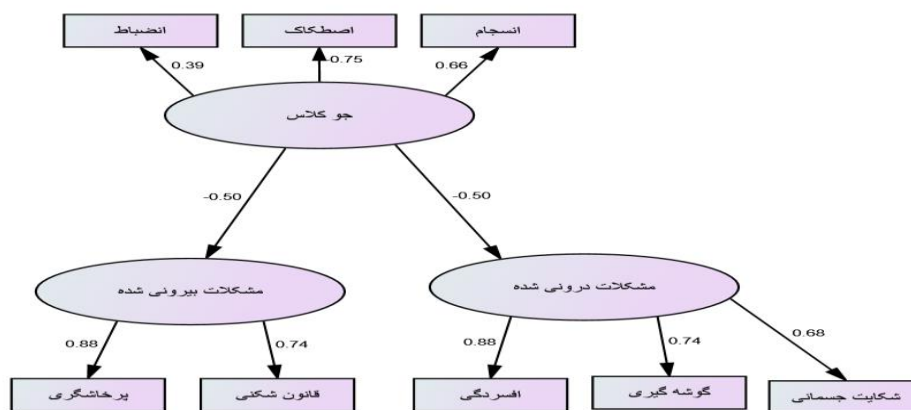 انضباط
اصطکاک
انسجام
0.39
-0.75
0.66
جو کلاس
-0.50
-0.50
مشکلات بیرونی شده
مشکلات درونی شده
0.88
0.74
0.88
0.74
0.68
پرخاشگری
قانون شکنی
افسردگی
گوشه گیری
شکایت جسمانی